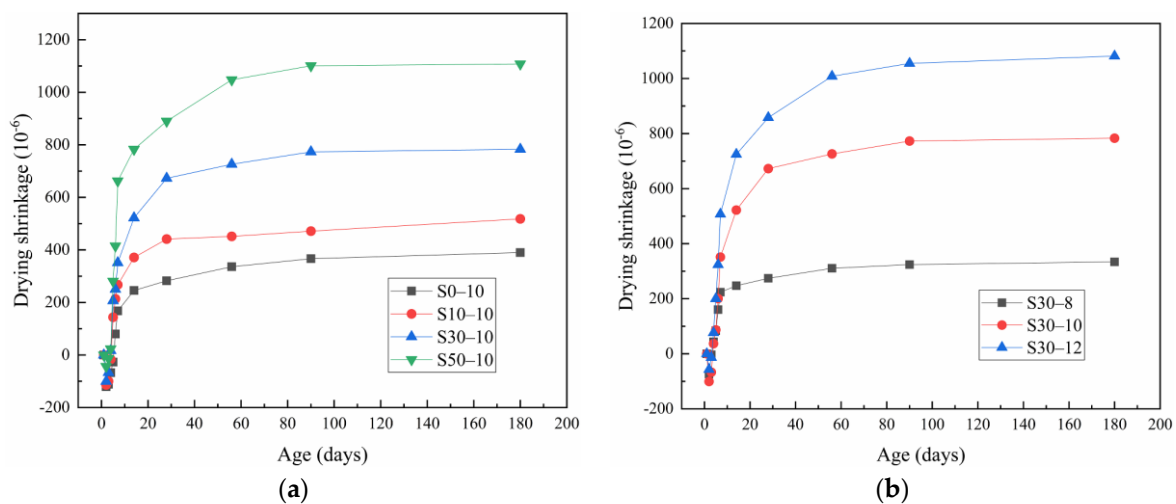 1200
1000
800
600
400
200
0
-200
Drying shrinkage (10-6)
0 20 40 60 80 100 120 140 160 180 200
Age (days)
S0–10
S10–10
S30–10
S50–10
(a)
1200
1000
800
600
400
200
0
-200
Drying shrinkage (10-6)
0 20 40 60 80 100 120 140 160 180 200
Age (days)
S30–8
S30–10
S30–12
(b)